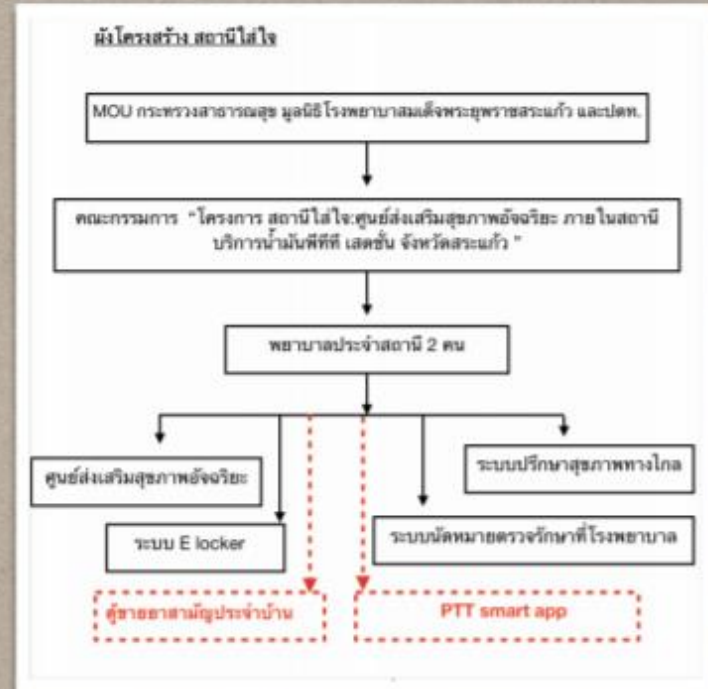 ผังโครงสร้าง สถานีใส่ใจ
MOU กระทรวงสาธารณสุข มูลนิธิโรงพยาบาสมเด็จพระยุพราชสระแก้ว และปตท.
คณะกรรมการ “โครงการ สถานีใส่ใจ:ศูนย์ส่งเสริมสุขภาพอัจฉริยะ ภายในสถานี
บริการน้ำมันพีทีที เสตชั่น จังหวัดสระแก้ว ”
พยาบาลประจำสถานี 2 คน
ศูนย์ส่งเสริมสุขภาพอัจฉริยะ
ระบบปรึกษาสุขภาพทางไกล
ระบบ E locker
ระบบนัดหมายตรวจรักษาที่โรงพยาบาล
ตู้ขายยาสามัญประจำบ้าน
PTT smart app